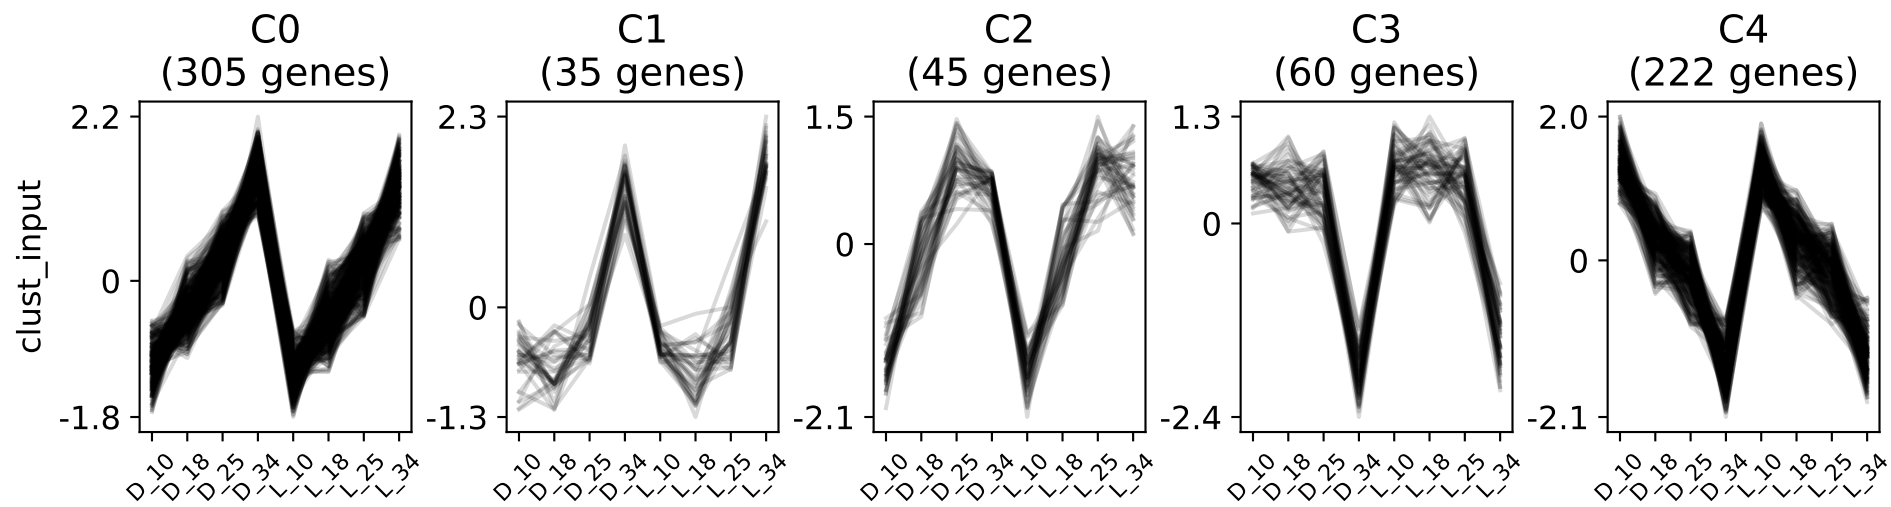 C0
(305 genes)
C1
(35 genes)
C2
(45 genes)
C3
(60 genes)
C4
(222 genes)
clust_input
2.2
0
-1.8
D_10
D_18
D_25
D_34
L_10
L_18
L_25
L_34
2.3
0
-1.3
D_10
D_18
D_25
D_34
L_10
L_18
L_25
L_34
1.5
0
-2.1
D_10
D_18
D_25
D_34
L_10
L_18
L_25
L_34
1.3
0
-2.4
D_10
D_18
D_25
D_34
L_10
L_18
L_25
L_34
2.0
0
-2.1
D_10
D_18
D_25
D_34
L_10
L_18
L_25
L_34